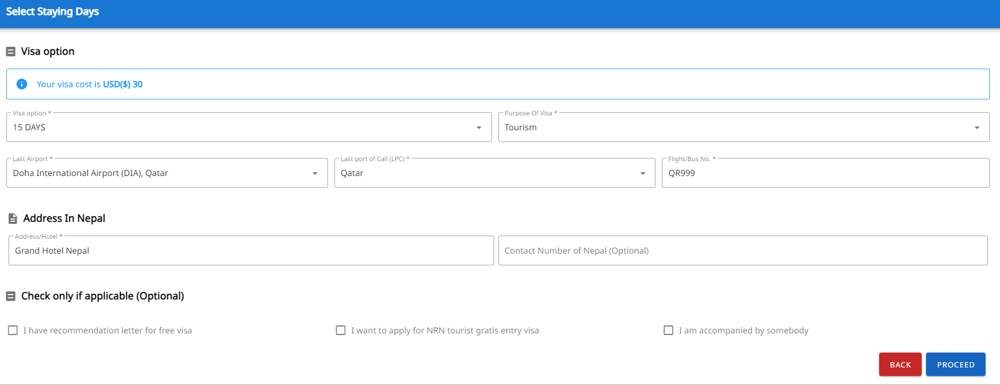 Select Staying Days
Visa option
Your visa cost is USD($) 30
Visa option *
15 DAYS
Purpose Of Visa *
Tourism
Last Airport *
Doha International Airport (DIA), Qatar
Last port of Call (LPC) *
Qatar
Flight/Bus No. *
QR999
Address In Nepal
Address/Hotel *
Grand Hotel Nepal
Contact Number of Nepal (Optional)
Check only if applicable (Optional)
I have recommendation letter for free visa
I want to apply for NRN tourist gratis entry visa
I am accompanied by somebody
BACK
PROCEED